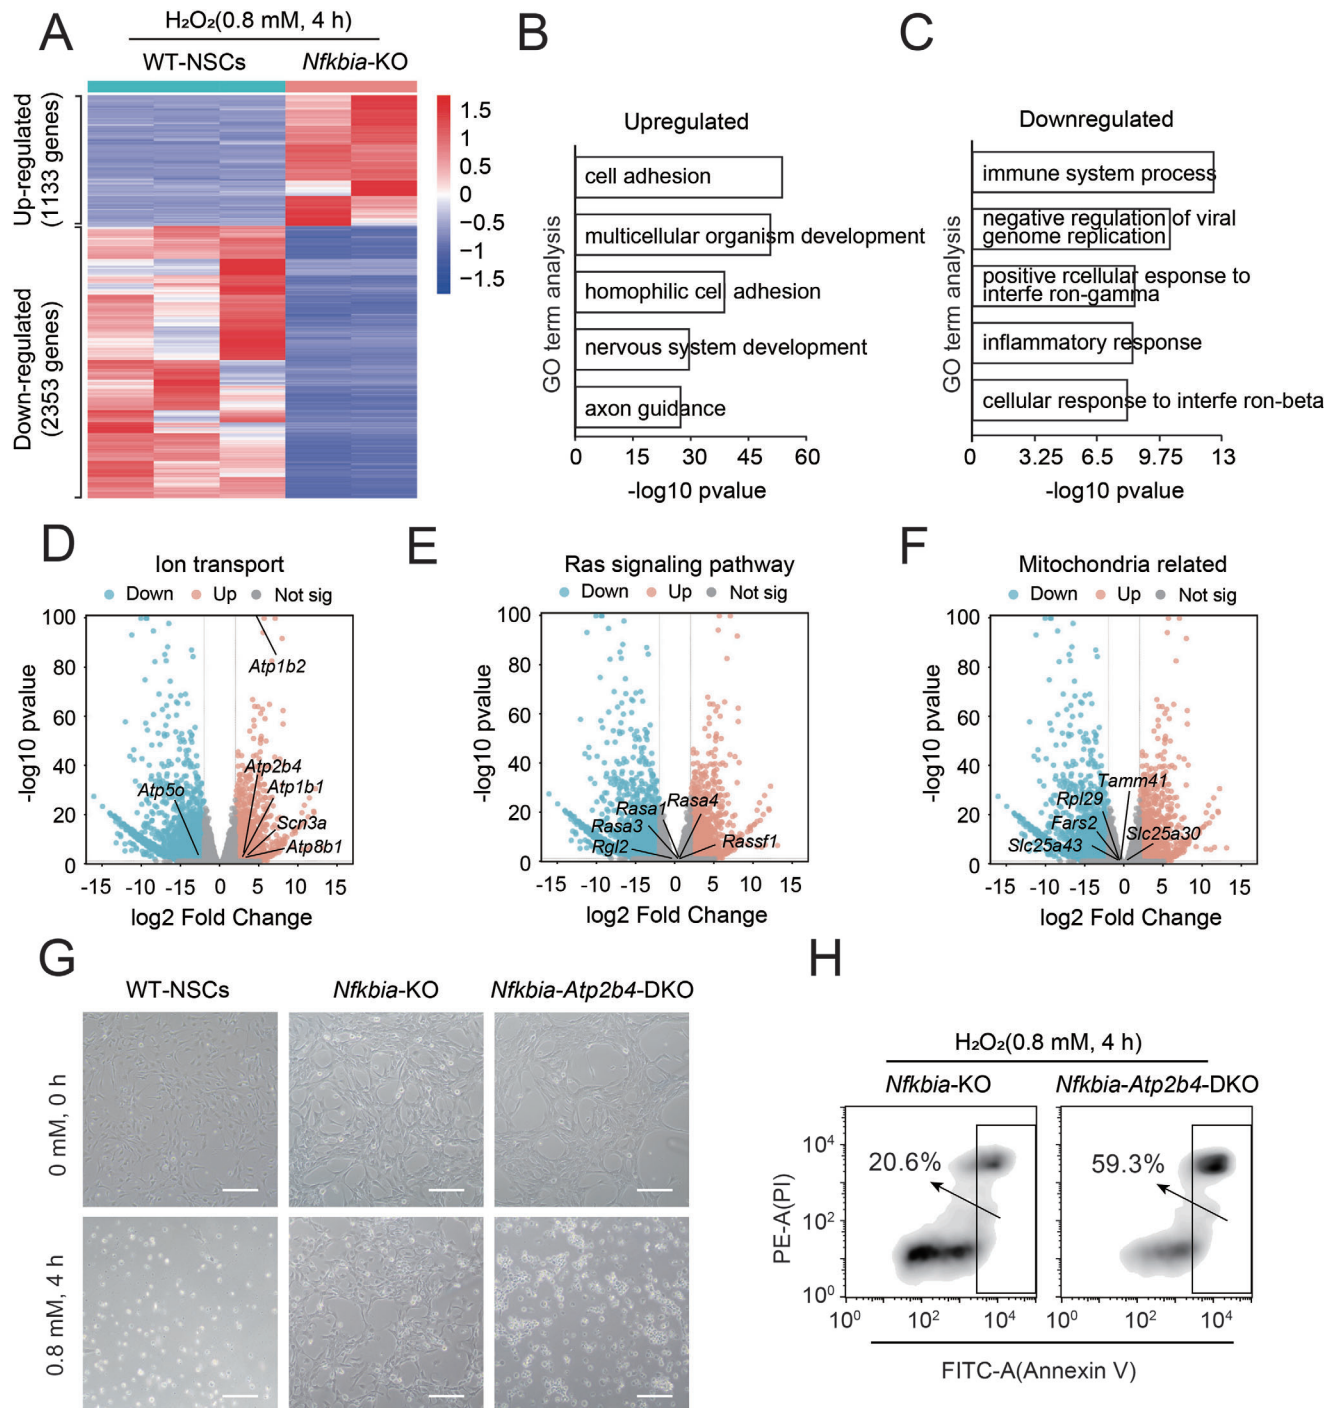 A
H₂O₂(0.8 mM, 4 h)
WT-NSCs
Nfkbia-KO
Up-regulated
(1133 genes)
Down-regulated
(2353 genes)
1.5
1
0.5
0
−0.5
−1
−1.5
B
Upregulated
GO term analysis
cell adhesion
multicellular organism development
homophilic cell adhesion
nervous system development
axon guidance
0 15 30 45 60
-log10 pvalue
C
Downregulated
GO term analysis
immune system process
negative regulation of viral
genome replication
positive rcellular esponse to
interfe ron-gamma
inflammatory response
cellular response to interfe ron-beta
0 3.25 6.5 9.75 13
-log10 pvalue
D
Ion transport
Down Up Not sig
-log10 pvalue
100
80
60
40
20
0
Atp1b2
Atp2b4
Atp5o
Atp1b1
Scn3a
Atp8b1
-15 -10 -15 0 5 10 15
log2 Fold Change
E
Ras signaling pathway
Down Up Not sig
-log10 pvalue
100
80
60
40
20
0
Rasa1
Rasa4
Rasa3
Rgl2
Rassf1
-15 -10 -15 0 5 10 15
log2 Fold Change
F
Mitochondria related
Down Up Not sig
-log10 pvalue
100
80
60
40
20
0
Tamm41
Rpl29
Fars2
Slc25a30
Slc25a43
-15 -10 -15 0 5 10 15
log2 Fold Change
G
WT-NSCs
Nfkbia-KO
Nfkbia-Atp2b4-DKO
0 mM, 0 h
0.8 mM, 4 h
H
H₂O₂(0.8 mM, 4 h)
Nfkbia-KO
Nfkbia-Atp2b4-DKO
PE-A(PI)
10⁴
10²
10⁰
20.6%
59.3%
10⁰ 10² 10⁴
10⁰ 10² 10⁴
FITC-A(Annexin V)